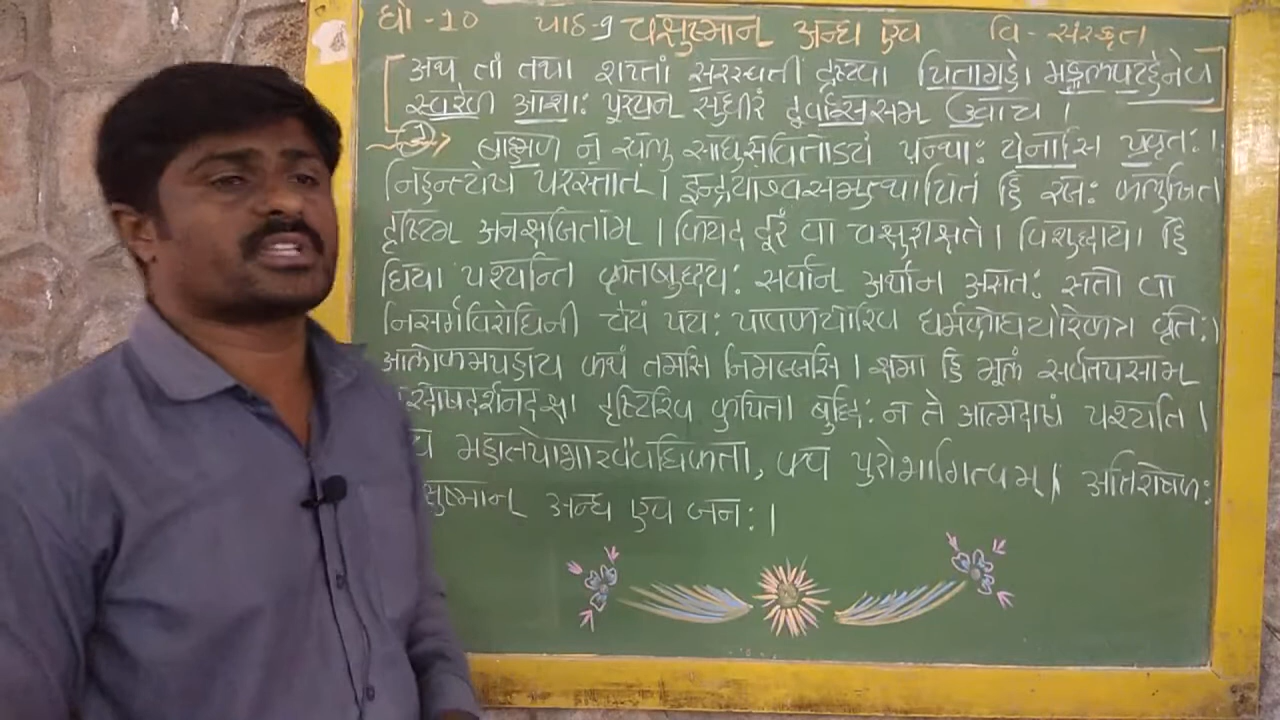 धो - 10 पाठ - 9 चक्षुष्मान् अन्ध एव वि - संस्कृत
अथ तां तथा शप्तां सरस्वती दृष्ट्वा पितामहो मङ्गलपटहेनेव
स्वरेण आशाः पूरयन् सुधीरं दुर्वाससम् उवाच ।
ब्राह्मण न खलु साधुसेविताऽयं पन्थाः येनासि प्रवृतः ।
निहन्त्येष परस्तात् । इन्द्रियाश्वसमुत्थापितं हि रजः कलुषित
दृष्टिम् अनक्षजिताम् । कियद् दूरं वा चक्षुरीक्षते । विशुद्धाया हि
धिया पश्यन्ति कृतबुद्धयः सर्वान् अर्थान् असतः सतो वा
निसर्गविरोधिनी चेयं पयः पावकयोरिव धर्मक्रोधयोरेकत्र वृतिः ।
आलोकमपहाय कथं तमसि निमज्जसि । क्षमा हि मूलं सर्वतपसाम्
रदोषदर्शनदक्षा दृष्टिरिव कुपिता बुद्धिः न ते आत्मदोषं पश्यति ।
महातपोभारवैवधिकता, क्व पुरोभागित्वम् । अतिरोषणः
क्षुष्मान् अन्ध एव जनः ।